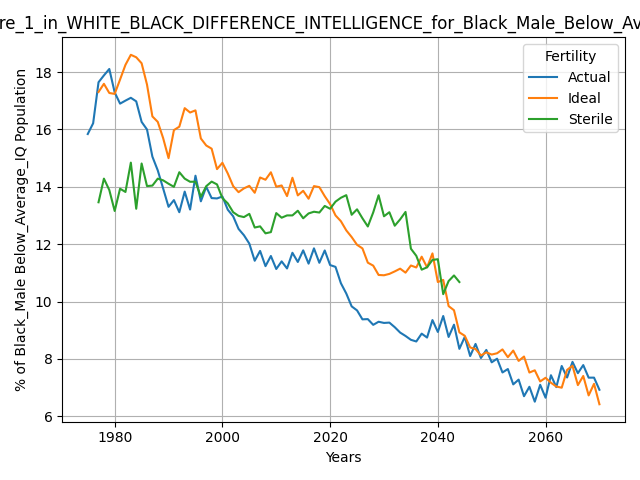 re_1_in_WHITE_BLACK_DIFFERENCE_INTELLIGENCE_for_Black_Male_Below_Av
% of Black_Male Below_Average_IQ Population
18
16
14
12
10
8
6
Fertility
Actual
Ideal
Sterile
1980 2000 2020 2040 2060
Years